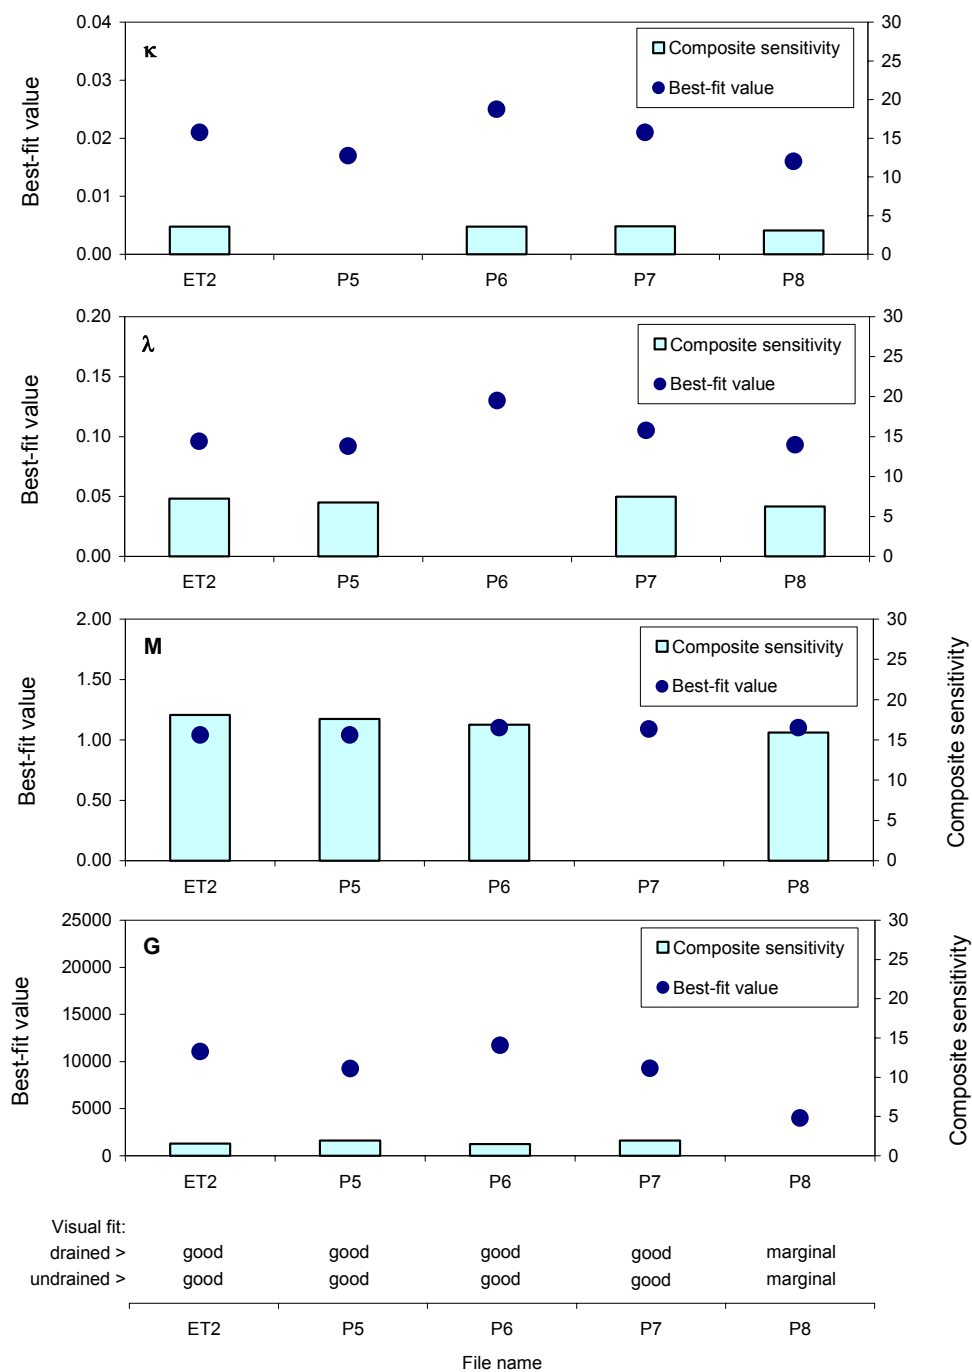 κ
Best-fit value
0.04
0.03
0.02
0.01
0.00
30
25
20
15
10
5
0
Composite sensitivity
Best-fit value
ET2 P5 P6 P7 P8
λ
Best-fit value
0.20
0.15
0.10
0.05
0.00
30
25
20
15
10
5
0
Composite sensitivity
Best-fit value
ET2 P5 P6 P7 P8
M
Best-fit value
2.00
1.50
1.00
0.50
0.00
30
25
20
15
10
5
0
Composite sensitivity
Composite sensitivity
Best-fit value
ET2 P5 P6 P7 P8
G
Best-fit value
25000
20000
15000
10000
5000
0
30
25
20
15
10
5
0
Composite sensitivity
Composite sensitivity
Best-fit value
ET2 P5 P6 P7 P8
Visual fit:
drained > good good good good marginal
undrained > good good good good marginal
ET2 P5 P6 P7 P8
File name